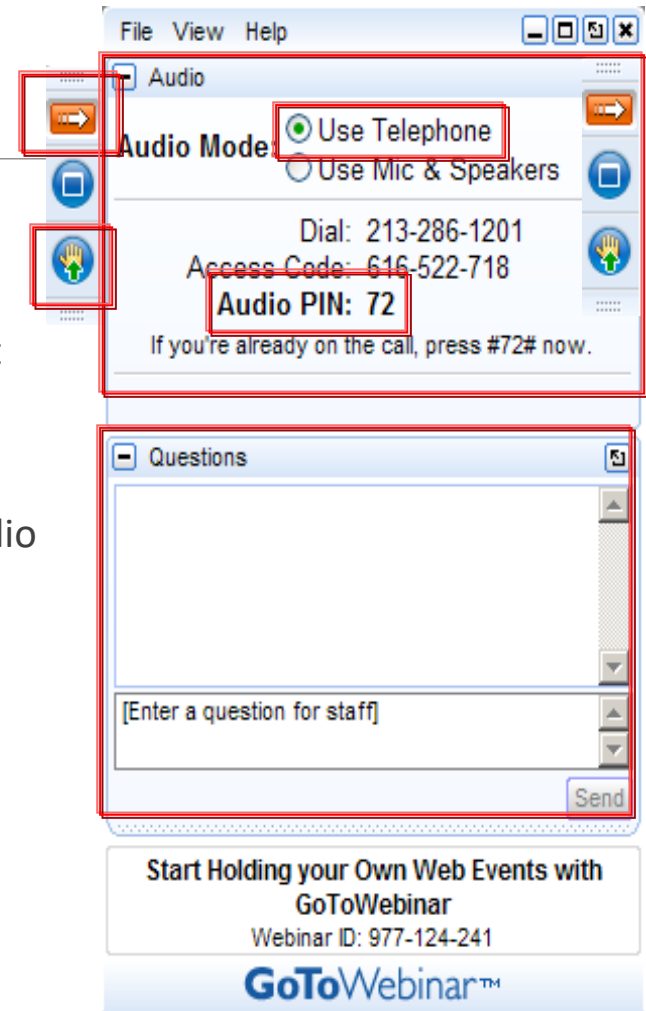 File View Help
Audio
Audio Mode: Use Telephone
Use Mic & Speakers
Dial: 213-286-1201
Access Code: 616-522-718
Audio PIN: 72
If you're already on the call, press #72# now.
Questions
dio
[Enter a question for staff]
Send
Start Holding your Own Web Events with
GoToWebinar
Webinar ID: 977-124-241
GoToWebinar™